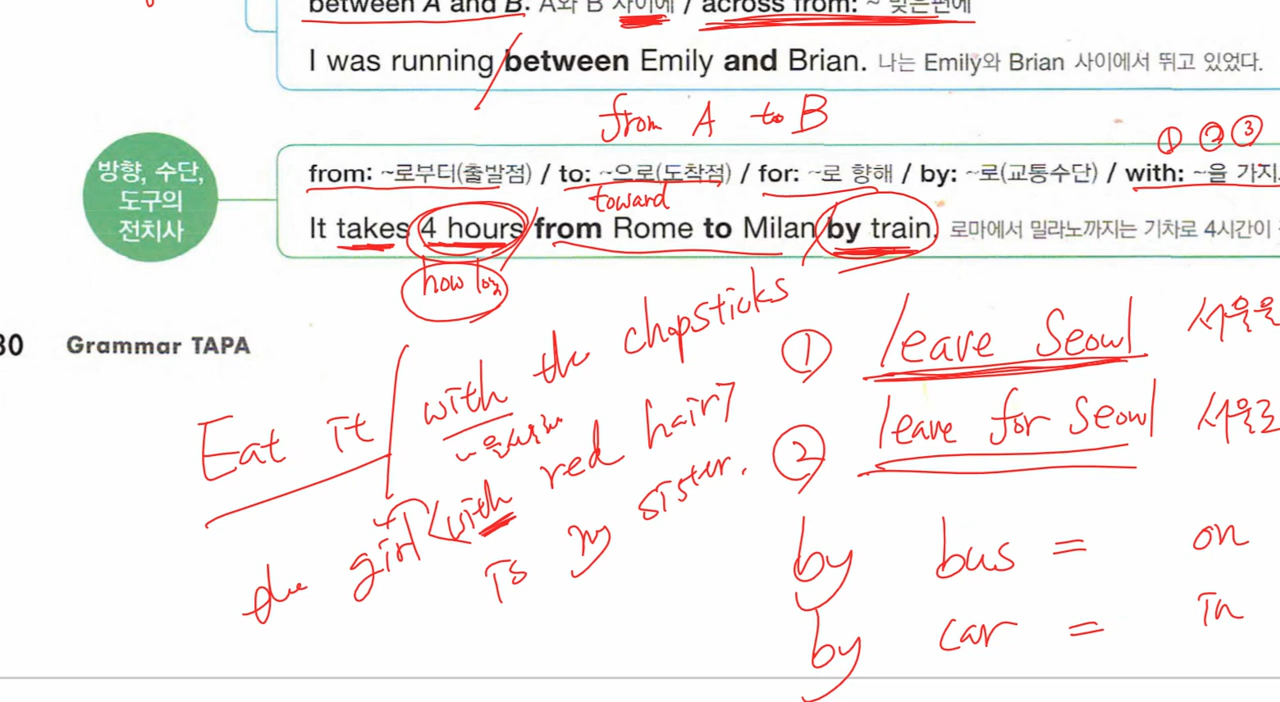 between A and B: A와 B 사이에 / across from: ~ 맞은편에
I was running between Emily and Brian. 나는 Emily와 Brian 사이에서 뛰고 있었다.
from A to B
① ② ③
방향, 수단,
도구의
전치사
from: ~로부터(출발점) / to: ~으로(도착점) / for: ~로 향해 / by: ~로(교통수단) / with: ~을 가지
toward
It takes 4 hours from Rome to Milan by train. 로마에서 밀라노까지는 기차로 4시간이
how long
30 Grammar TAPA
Eat it with the chopsticks
the girl with red hair
is my sister.
① leave Seoul 서울을
② leave for Seoul 서울로
by bus = on
by car = in